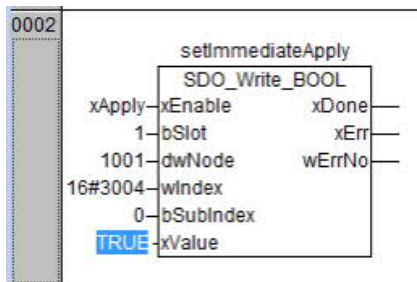 0002
setImmediateApply
SDO_Write_BOOL
xApply xEnable xDone
1 bSlot xErr
1001 dwNode wErrNo
16#3004 wIndex
0 bSubIndex
TRUE xValue